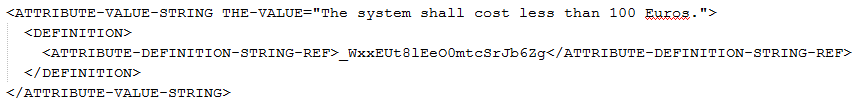 <ATTRIBUTE-VALUE-STRING THE-VALUE="The system shall cost less than 100 Euros.">
<DEFINITION>
<ATTRIBUTE-DEFINITION-STRING-REF>_WxxEUt8lEeO0mtcSrJb6Zg</ATTRIBUTE-DEFINITION-STRING-REF>
</DEFINITION>
</ATTRIBUTE-VALUE-STRING>